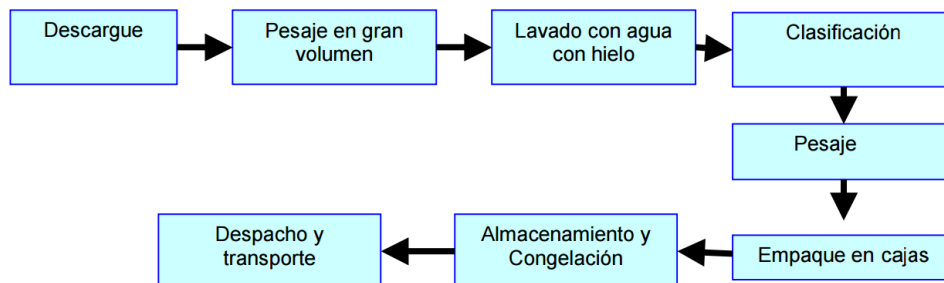 Descargue
Pesaje en gran
volumen
Lavado con agua
con hielo
Clasificación
Pesaje
Empaque en cajas
Almacenamiento y
Congelación
Despacho y
transporte